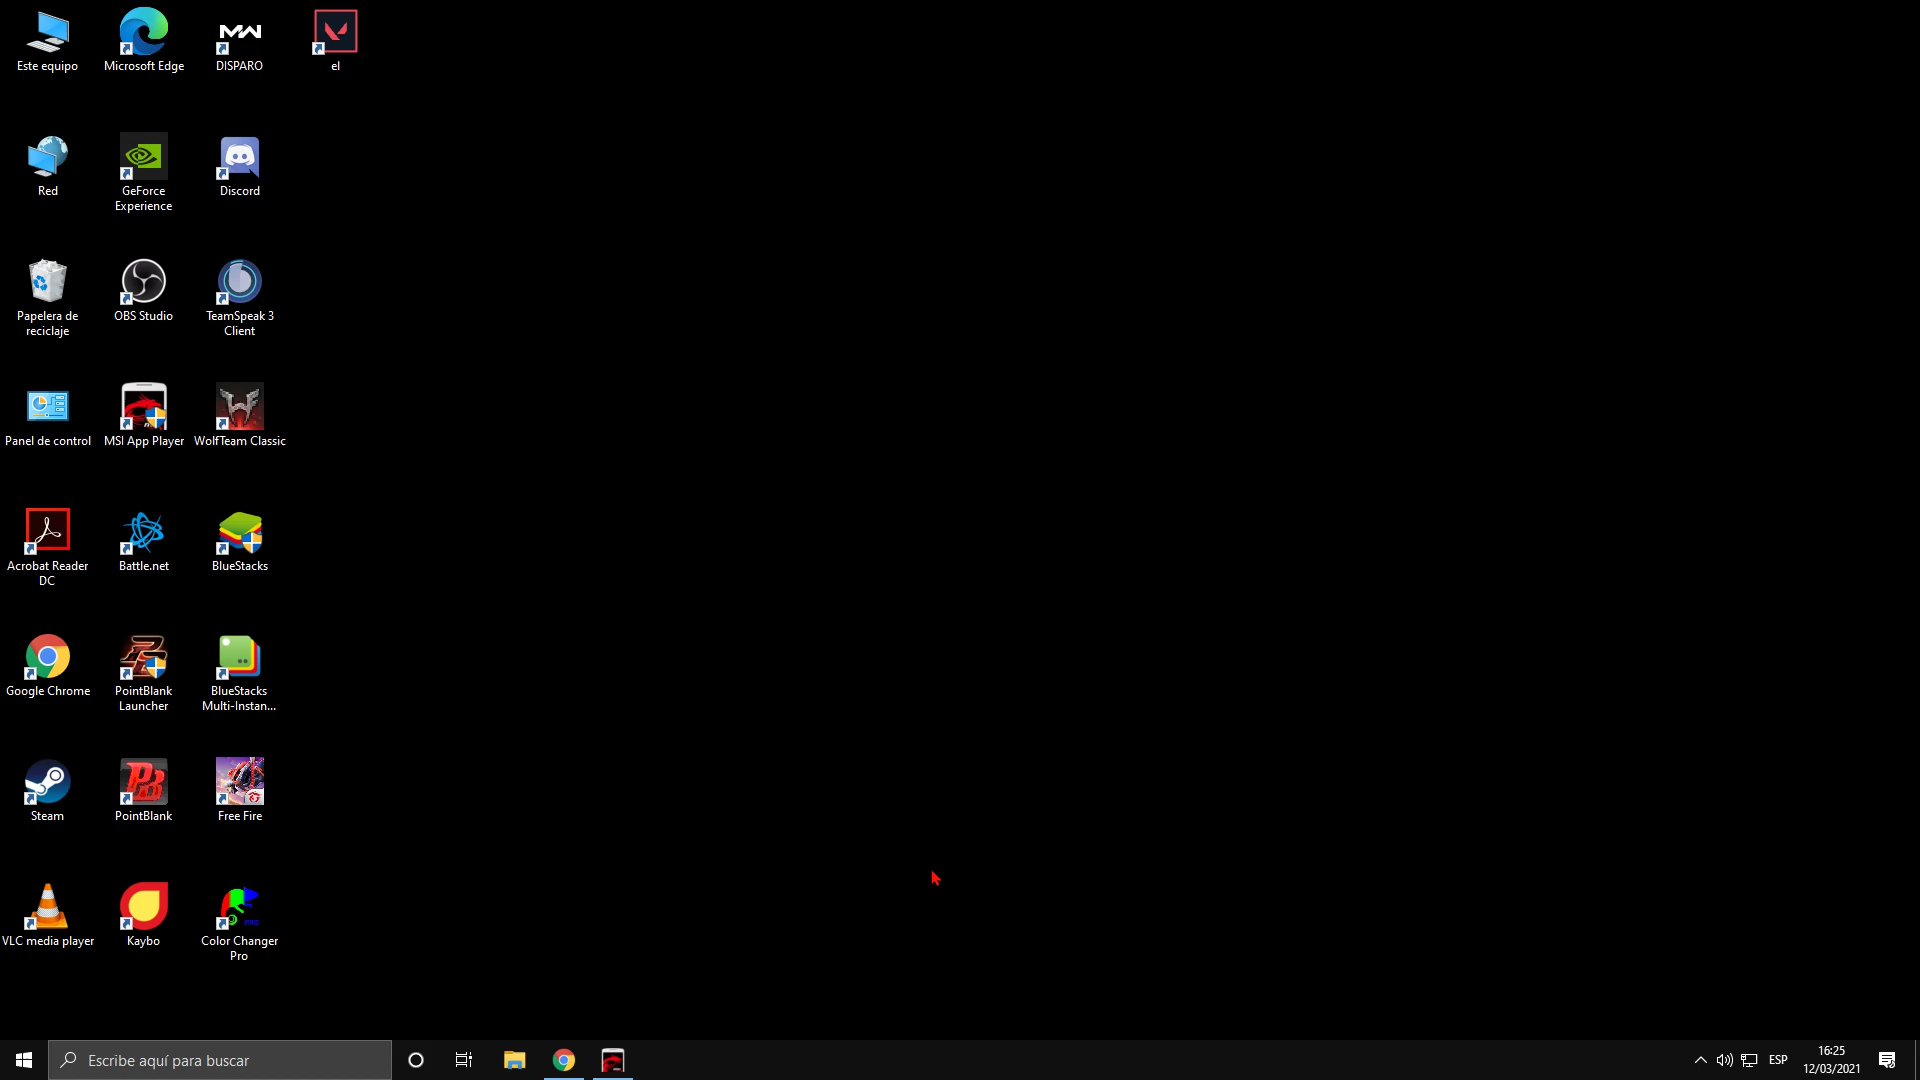 Este equipo
Microsoft Edge
DISPARO
el
Red
GeForce
Experience
Discord
Papelera de
reciclaje
OBS Studio
TeamSpeak 3
Client
Panel de control
MSI App Player
WolfTeam Classic
Acrobat Reader
DC
Battle.net
BlueStacks
Google Chrome
PointBlank
Launcher
BlueStacks
Multi-Instan...
Steam
PointBlank
Free Fire
VLC media player
Kaybo
Color Changer
Pro
Escribe aquí para buscar
ESP
16:25
12/03/2021